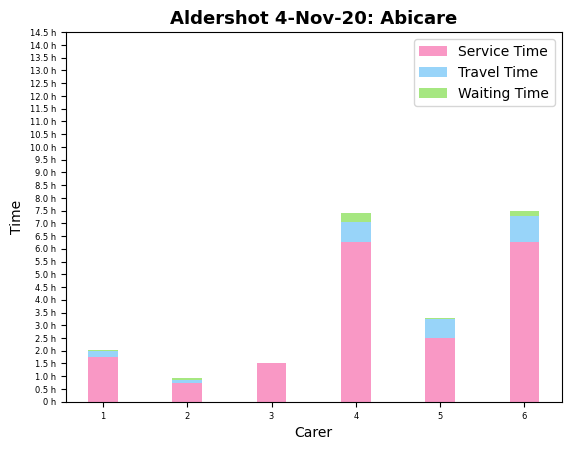 Aldershot 4-Nov-20: Abicare
Service Time
Travel Time
Waiting Time
14.5 h
14.0 h
13.5 h
13.0 h
12.5 h
12.0 h
11.5 h
11.0 h
10.5 h
10.0 h
9.5 h
9.0 h
8.5 h
8.0 h
7.5 h
7.0 h
6.5 h
6.0 h
5.5 h
5.0 h
4.5 h
4.0 h
3.5 h
3.0 h
2.5 h
2.0 h
1.5 h
1.0 h
0.5 h
0 h
Time
1 2 3 4 5 6
Carer